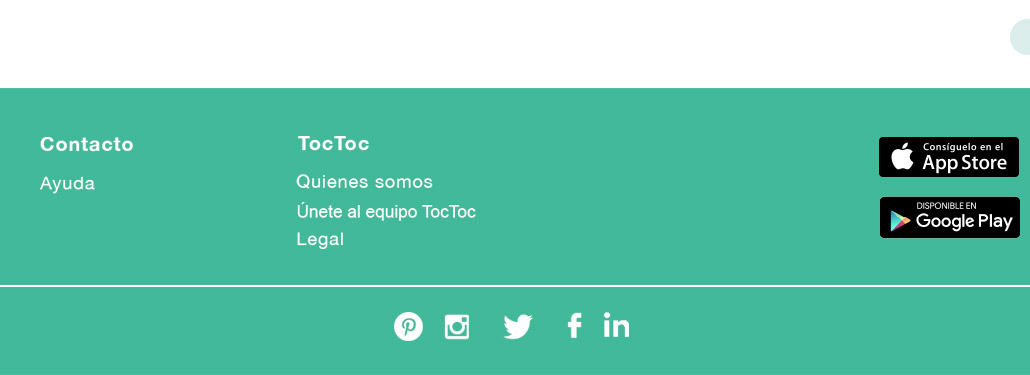 Contacto
Ayuda
TocToc
Quienes somos
Únete al equipo TocToc
Legal
Consíguelo en el
App Store
DISPONIBLE EN
Google Play